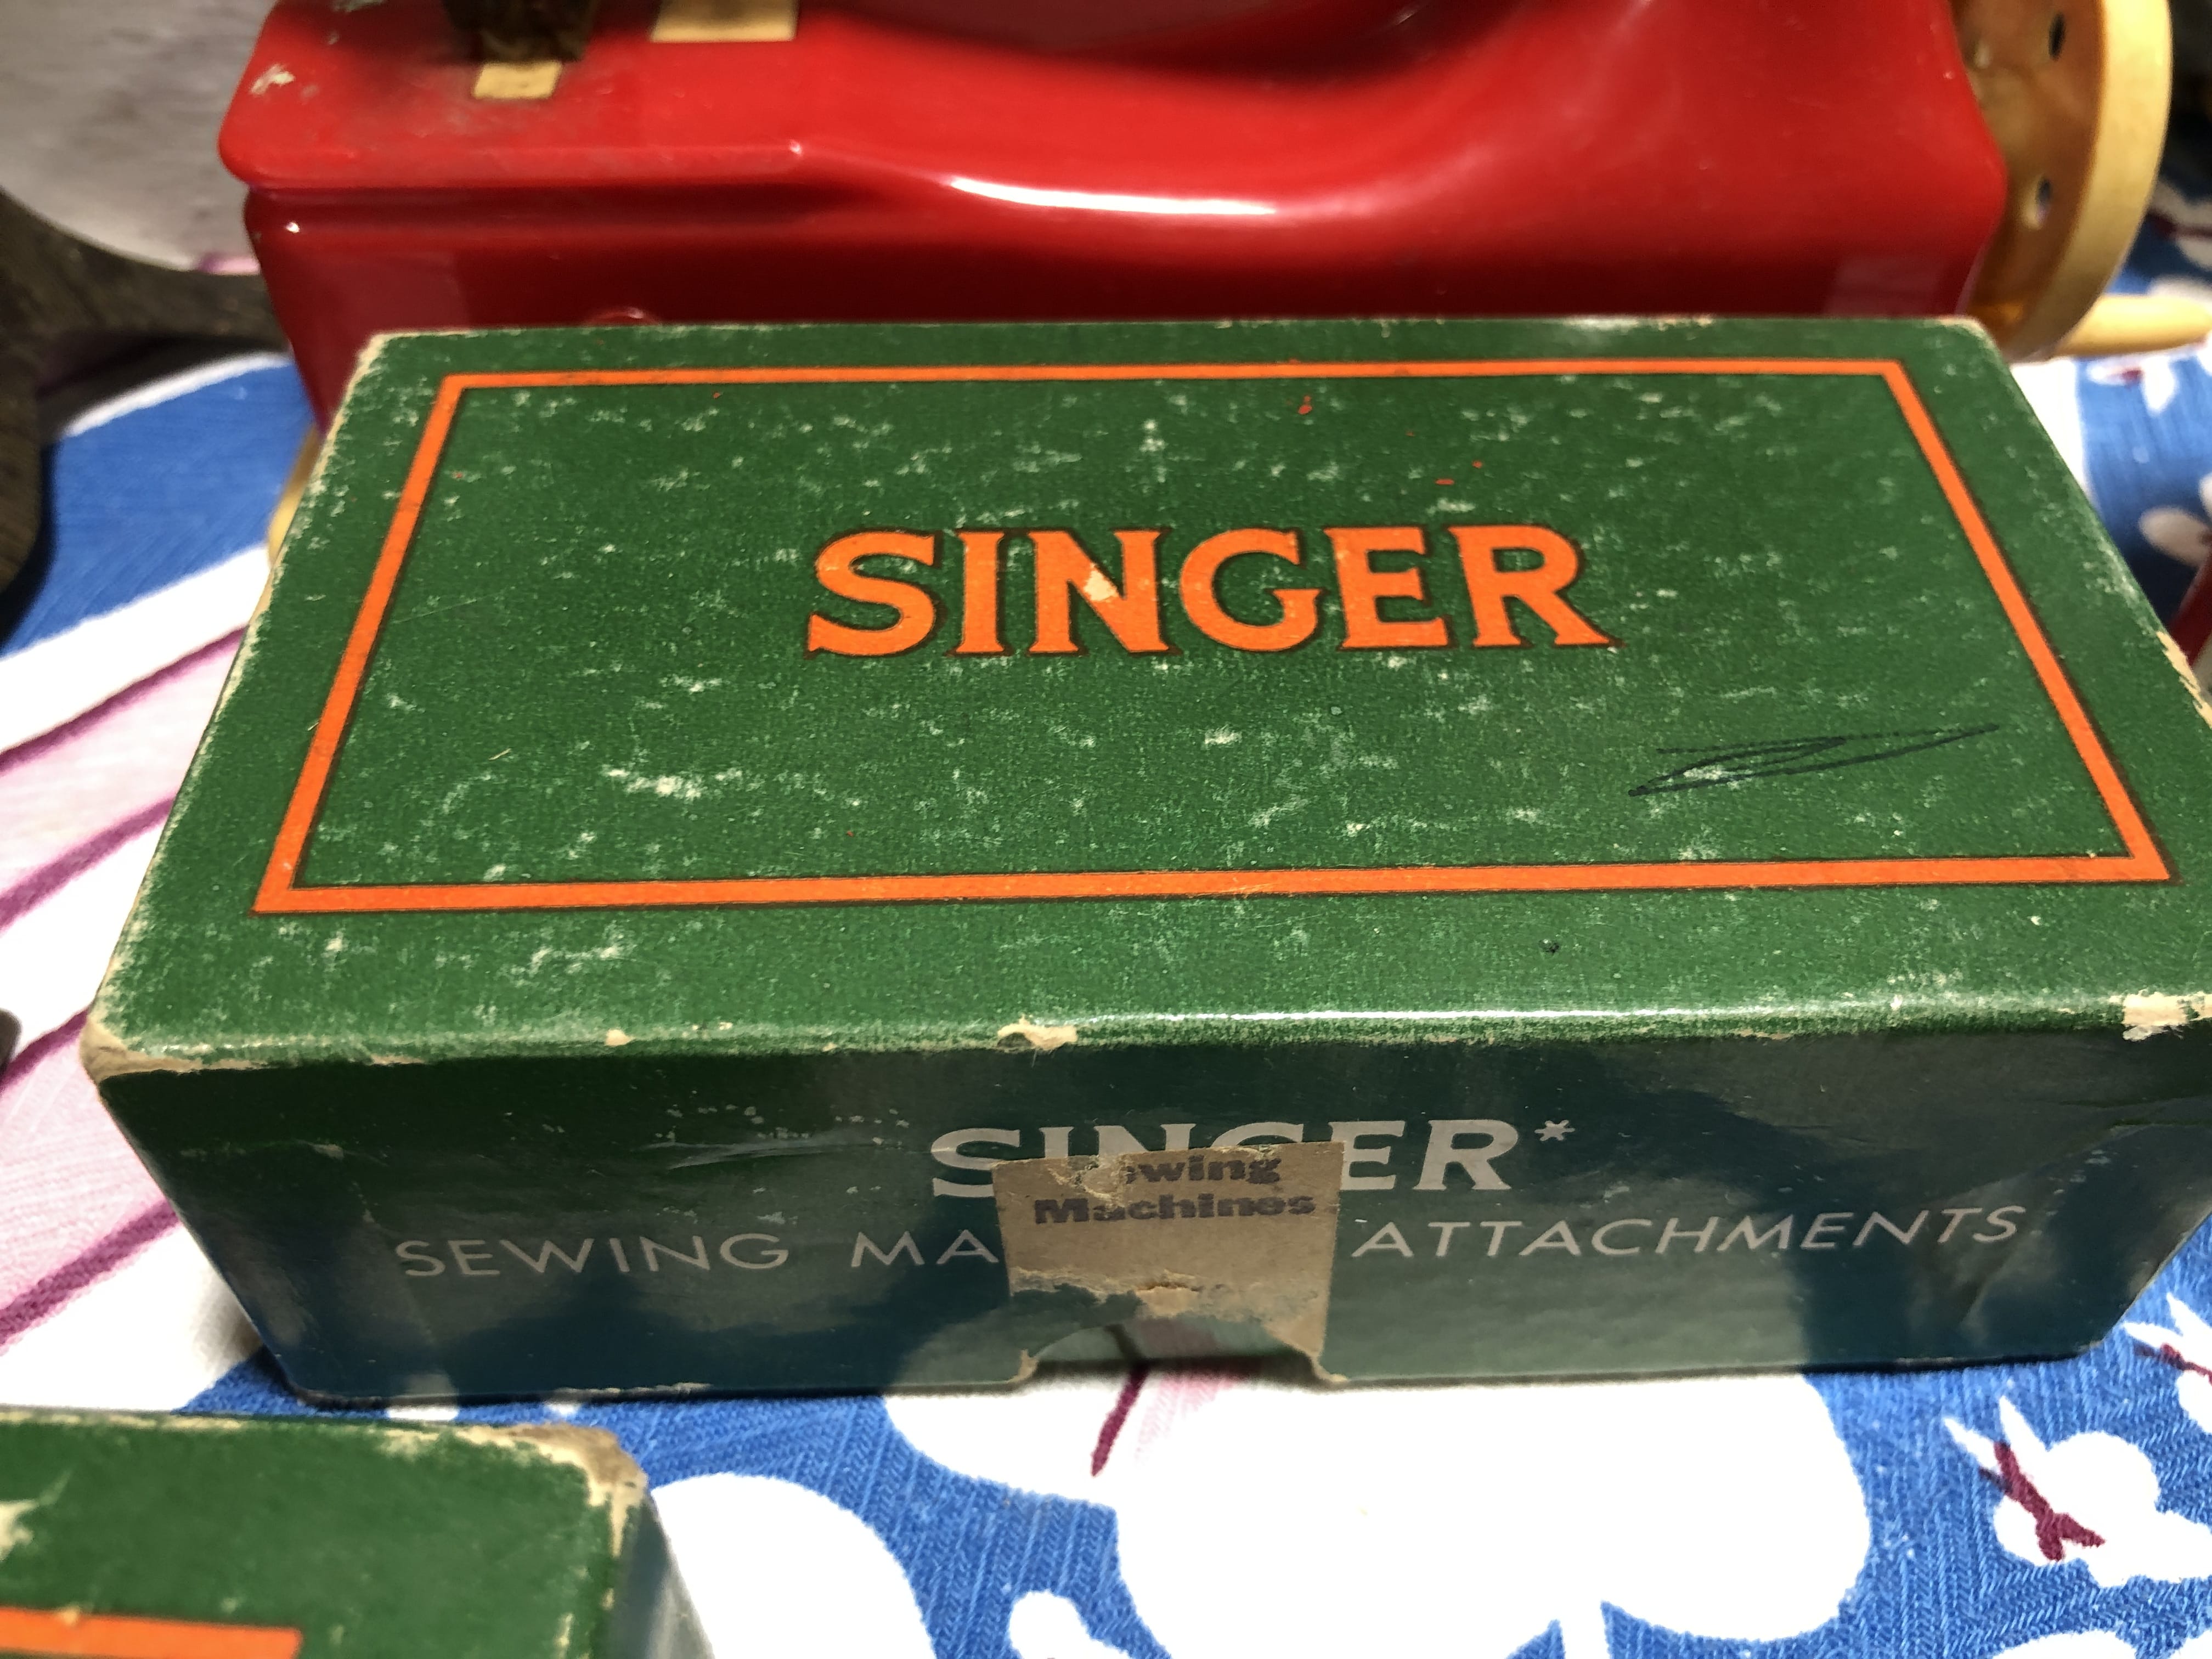 SINGER
SINGER*
Sewing
Machines
SEWING MA ATTACHMENTS